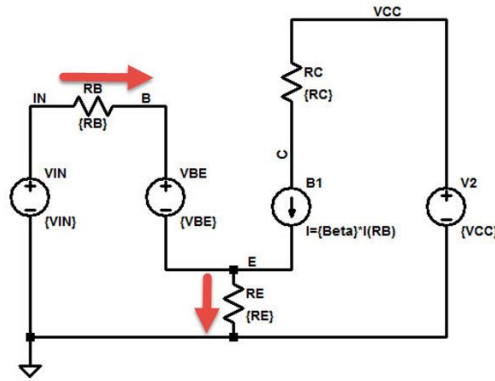 VCC
RC
{RC}
IN
RB
B
{RB}
C
VIN
{VIN}
VBE
{VBE}
B1
I={Beta}*I(RB)
V2
{VCC}
E
RE
{RE}